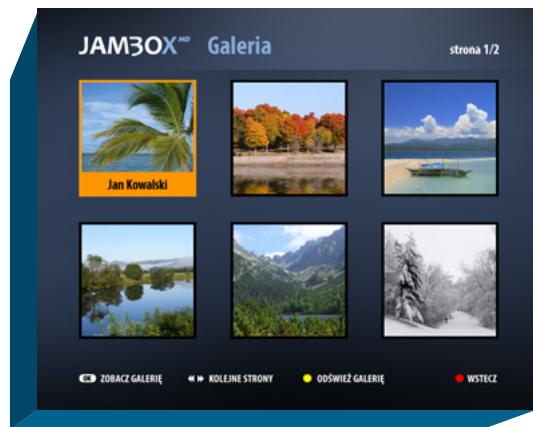 JAMBOX HD Galeria strona 1/2
Jan Kowalski
OK ZOBACZ GALERIĘ KOLEJNE STRONY ODŚWIEŻ GALERIĘ WSTECZ